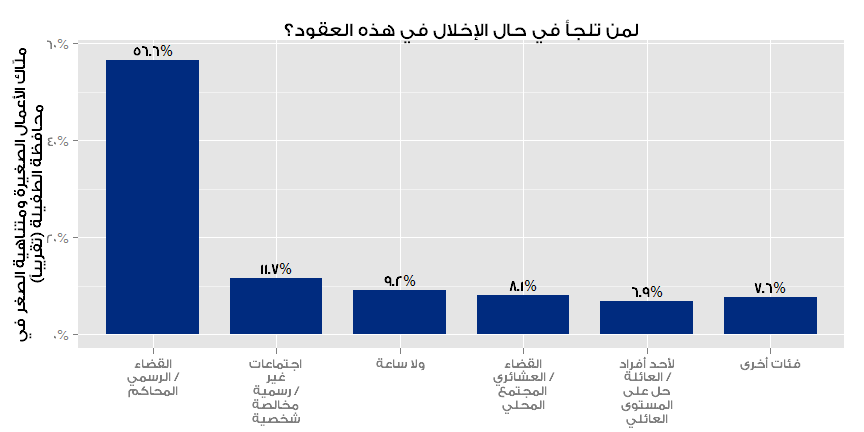 لمن تلجأ في حال الإخلال في هذه العقود؟
ملّاك الأعمال الصغيرة ومتناهية الصغر في
محافظة الطفيلة (تقريباً)
٦٠%
٤٠%
٢٠%
٠%
٥٦.٦%
١١.٧%
٩.٢%
٨.١%
٦.٩%
٧.٦%
القضاء
الرسمي /
المحاكم
اجتماعات
غير
رسمية /
مخالصة
شخصية
ولا ساعة
القضاء
العشائري /
المجتمع
المحلي
لأحد أفراد
العائلة /
حل على
المستوى
العائلي
فئات أخرى